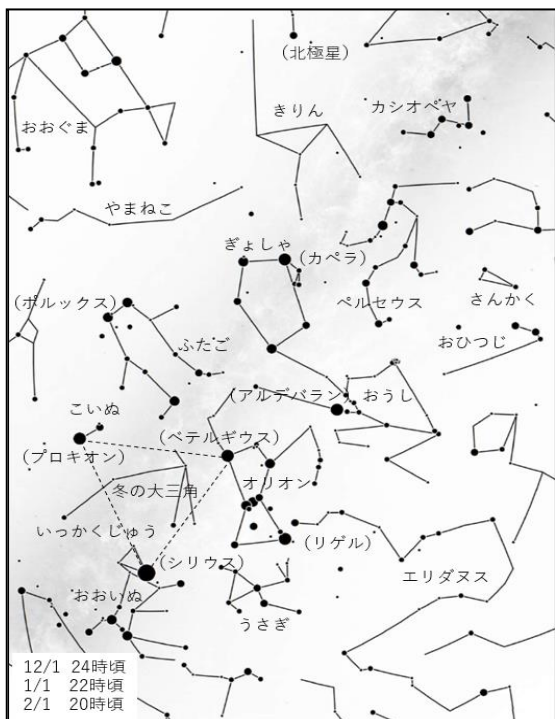 (北極星)
カシオペヤ
きりん
おおぐま
やまねこ
ぎょしゃ
(カペラ)
ペルセウス
さんかく
(ポルックス)
ふたご
おひつじ
(アルデバラン)
おうし
こいぬ
(プロキオン)
(ベテルギウス)
オリオン
冬の大三角
いっかくじゅう
(リゲル)
(シリウス)
エリダヌス
おおいぬ
うさぎ
12/1 24時頃
1/1 22時頃
2/1 20時頃